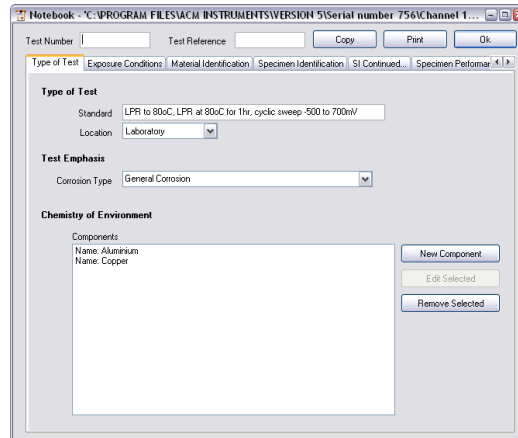 Notebook - 'C:\PROGRAM FILES\ACM INSTRUMENTS\VERSION 5\Serial number 756\Channel 1...
Test Number Test Reference Copy Print Ok
Type of Test Exposure Conditions Material Identification Specimen Identification SI Continued... Specimen Performar
Type of Test
Standard LPR to 80oC, LPR at 80oC for 1hr, cyclic sweep -500 to 700mV
Location Laboratory
Test Emphasis
Corrosion Type General Corrosion
Chemistry of Environment
Components
Name: Aluminium
Name: Copper
New Component
Edit Selected
Remove Selected